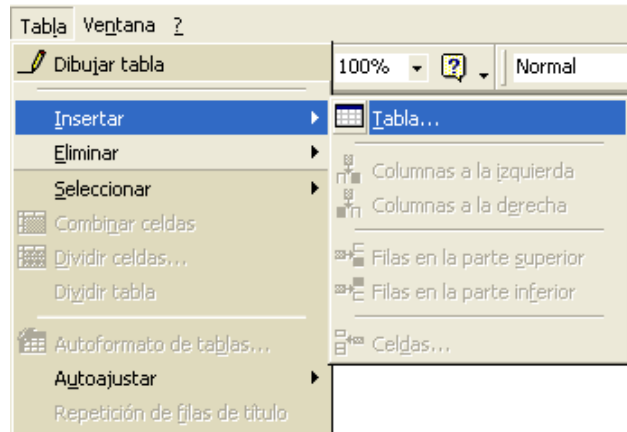 Tabla Ventana ?
Dibujar tabla
100% Normal
Insertar
Tabla...
Eliminar
Columnas a la izquierda
Seleccionar
Columnas a la derecha
Combinar celdas
Dividir celdas...
Filas en la parte superior
Dividir tabla
Filas en la parte inferior
Autoformato de tablas...
Celdas...
Autoajustar
Repetición de filas de título